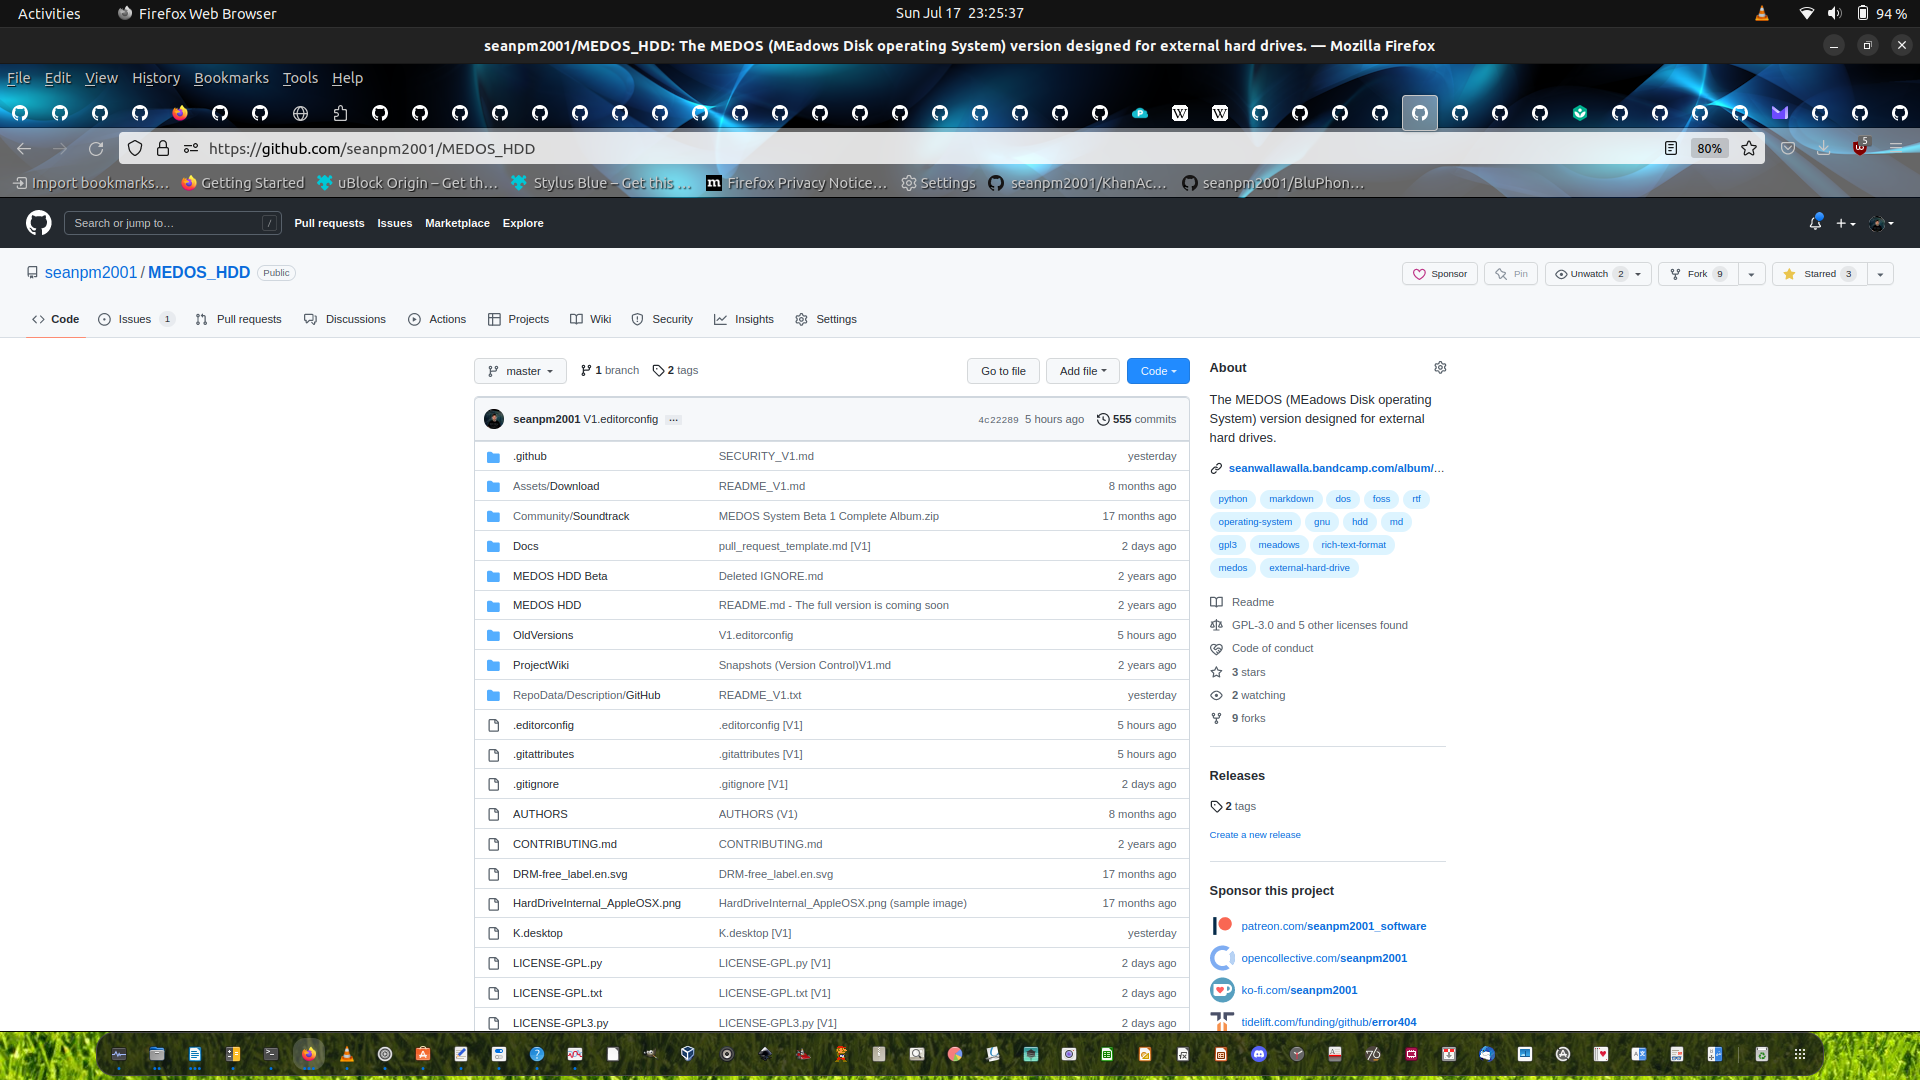 Activities
Firefox Web Browser
Sun Jul 17 23:25:37
94 %
seanpm2001/MEDOS_HDD: The MEDOS (MEadows Disk operating System) version designed for external hard drives. — Mozilla Firefox
File Edit View History Bookmarks Tools Help
https://github.com/seanpm2001/MEDOS_HDD
80%
5
Import bookmarks…
Getting Started
uBlock Origin – Get th…
Stylus Blue – Get this …
Firefox Privacy Notice…
Settings
seanpm2001/KhanAc…
seanpm2001/BluPhon…
Search or jump to… /
Pull requests Issues Marketplace Explore
seanpm2001 / MEDOS_HDD Public
Sponsor
Pin
Unwatch 2
Fork 9
Starred 3
Code
Issues 1
Pull requests
Discussions
Actions
Projects
Wiki
Security
Insights
Settings
master
1 branch
2 tags
Go to file
Add file
Code
seanpm2001 V1.editorconfig ...
4c22289 5 hours ago
555 commits
.github SECURITY_V1.md yesterday
Assets/Download README_V1.md 8 months ago
Community/Soundtrack MEDOS System Beta 1 Complete Album.zip 17 months ago
Docs pull_request_template.md [V1] 2 days ago
MEDOS HDD Beta Deleted IGNORE.md 2 years ago
MEDOS HDD README.md - The full version is coming soon 2 years ago
OldVersions V1.editorconfig 5 hours ago
ProjectWiki Snapshots (Version Control)V1.md 2 years ago
RepoData/Description/GitHub README_V1.txt yesterday
.editorconfig .editorconfig [V1] 5 hours ago
.gitattributes .gitattributes [V1] 5 hours ago
.gitignore .gitignore [V1] 2 days ago
AUTHORS AUTHORS (V1) 8 months ago
CONTRIBUTING.md CONTRIBUTING.md 2 years ago
DRM-free_label.en.svg DRM-free_label.en.svg 17 months ago
HardDriveInternal_AppleOSX.png HardDriveInternal_AppleOSX.png (sample image) 17 months ago
K.desktop K.desktop [V1] yesterday
LICENSE-GPL.py LICENSE-GPL.py [V1] 2 days ago
LICENSE-GPL.txt LICENSE-GPL.txt [V1] 2 days ago
LICENSE-GPL3.py LICENSE-GPL3.py [V1] 2 days ago
About
The MEDOS (MEadows Disk operating
System) version designed for external
hard drives.
seanwallawalla.bandcamp.com/album/…
python markdown dos foss rtf
operating-system gnu hdd md
gpl3 meadows rich-text-format
medos external-hard-drive
Readme
GPL-3.0 and 5 other licenses found
Code of conduct
3 stars
2 watching
9 forks
Releases
2 tags
Create a new release
Sponsor this project
patreon.com/seanpm2001_software
opencollective.com/seanpm2001
ko-fi.com/seanpm2001
tidelift.com/funding/github/error404